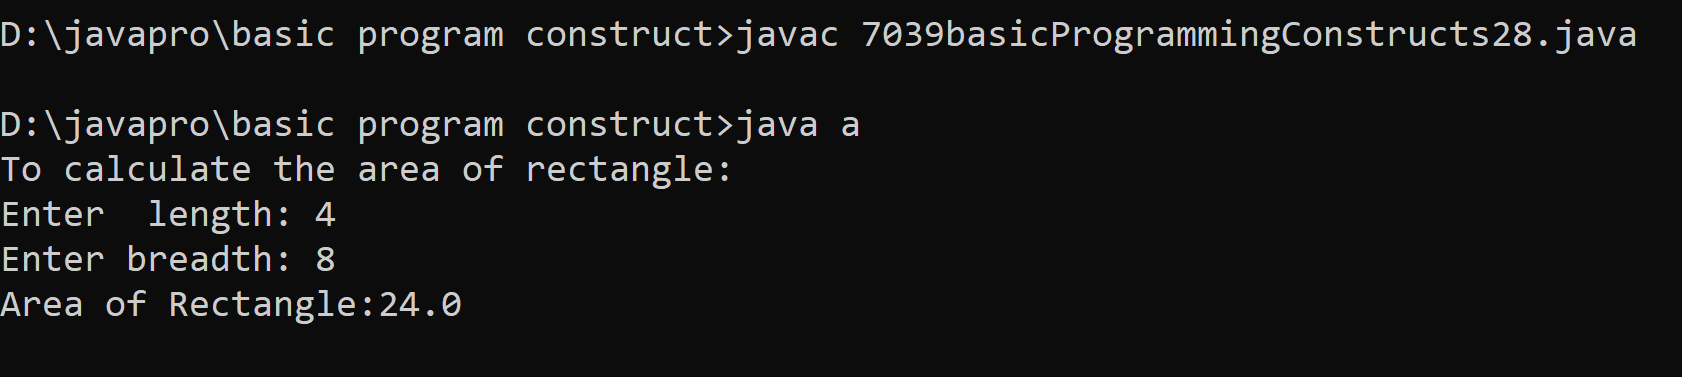 D:\javapro\basic program construct>javac 7039basicProgrammingConstructs28.java
D:\javapro\basic program construct>java a
To calculate the area of rectangle:
Enter  length: 4
Enter breadth: 8
Area of Rectangle:24.0